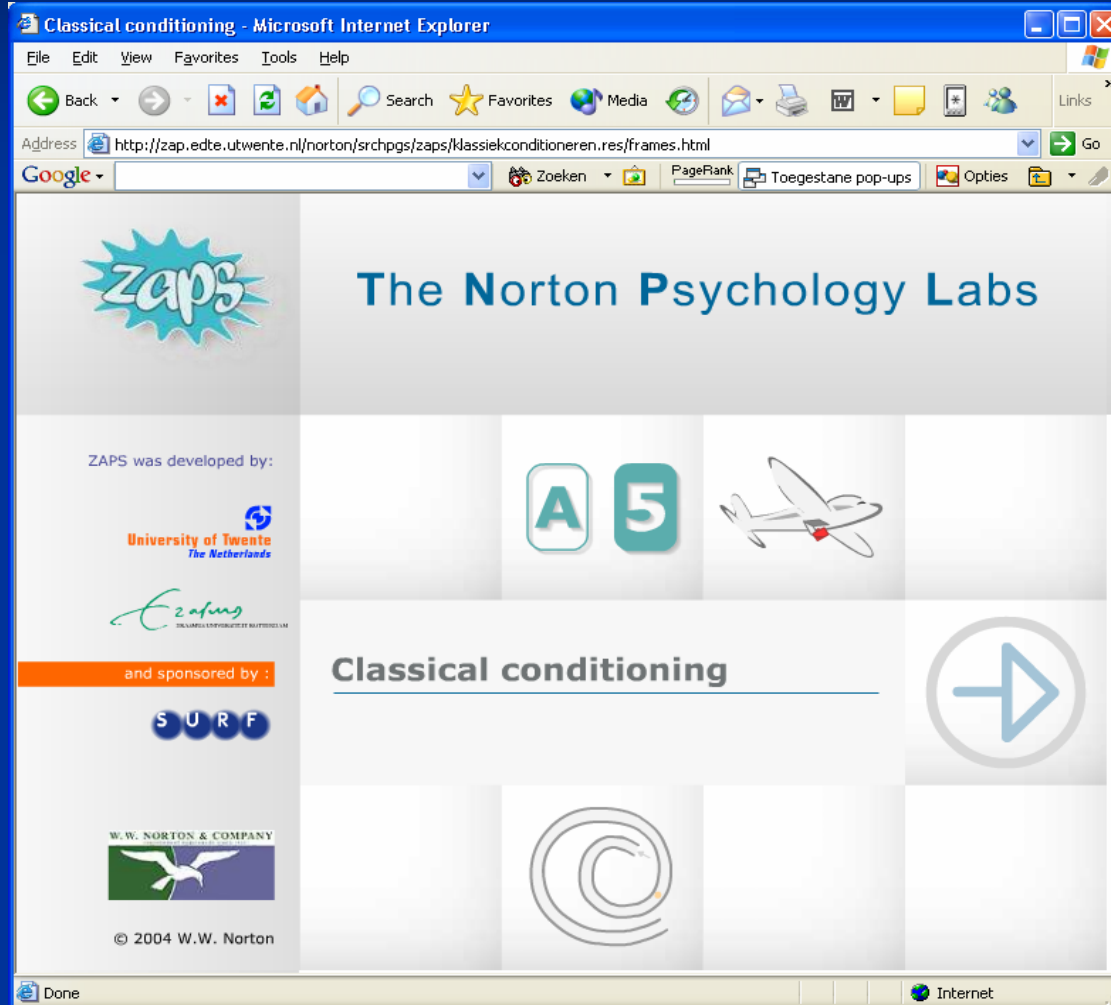 Classical conditioning - Microsoft Internet Explorer
File Edit View Favorites Tools Help
Back Search Favorites Media Links
Address http://zap.edte.utwente.nl/norton/srchpgs/zaps/klassiekconditioneren.res/frames.html Go
Google Zoeken PageRank Toegestane pop-ups Opties
zaps
The Norton Psychology Labs
ZAPS was developed by:
University of Twente
The Netherlands
A 5
Classical conditioning
and sponsored by :
SURF
W. W. NORTON & COMPANY
© 2004 W.W. Norton
Done Internet